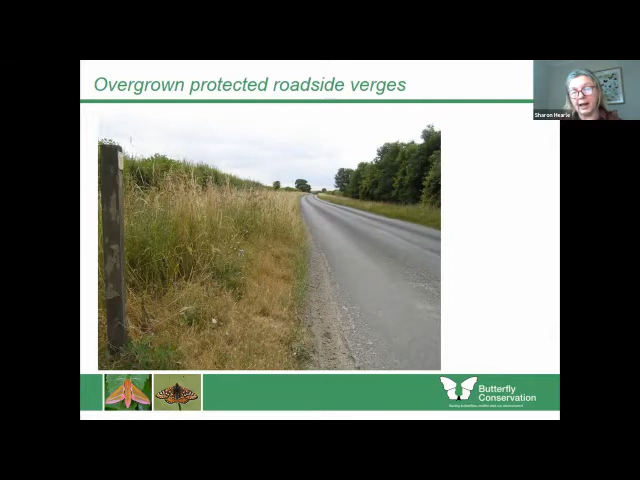 Overgrown protected roadside verges
Sharon Hearle
Butterfly
Conservation